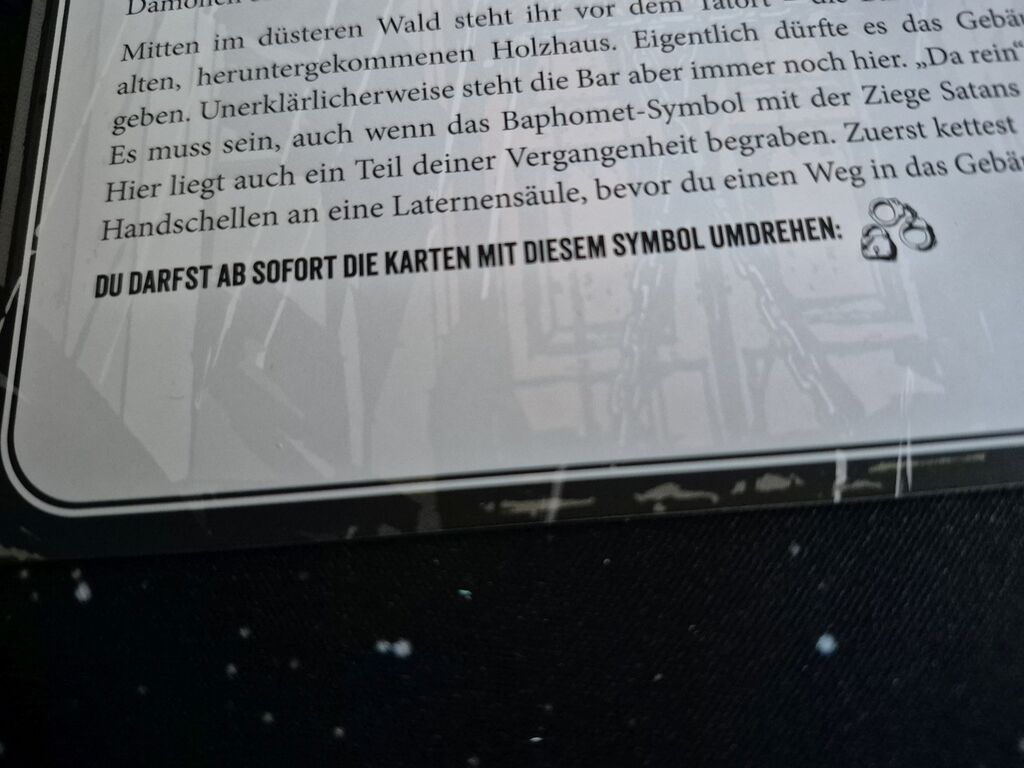 Mitten im düsteren Wald steht ihr vor dem Tatort – die
alten, heruntergekommenen Holzhaus. Eigentlich dürfte es das
geben. Unerklärlicherweise steht die Bar aber immer noch hier. „Da rein“
Es muss sein, auch wenn das Baphomet-Symbol mit der Ziege Satans
Hier liegt auch ein Teil deiner Vergangenheit begraben. Zuerst kettest
Handschellen an eine Laternensäule, bevor du einen Weg in das
DU DARFST AB SOFORT DIE KARTEN MIT DIESEM SYMBOL UMDREHEN: